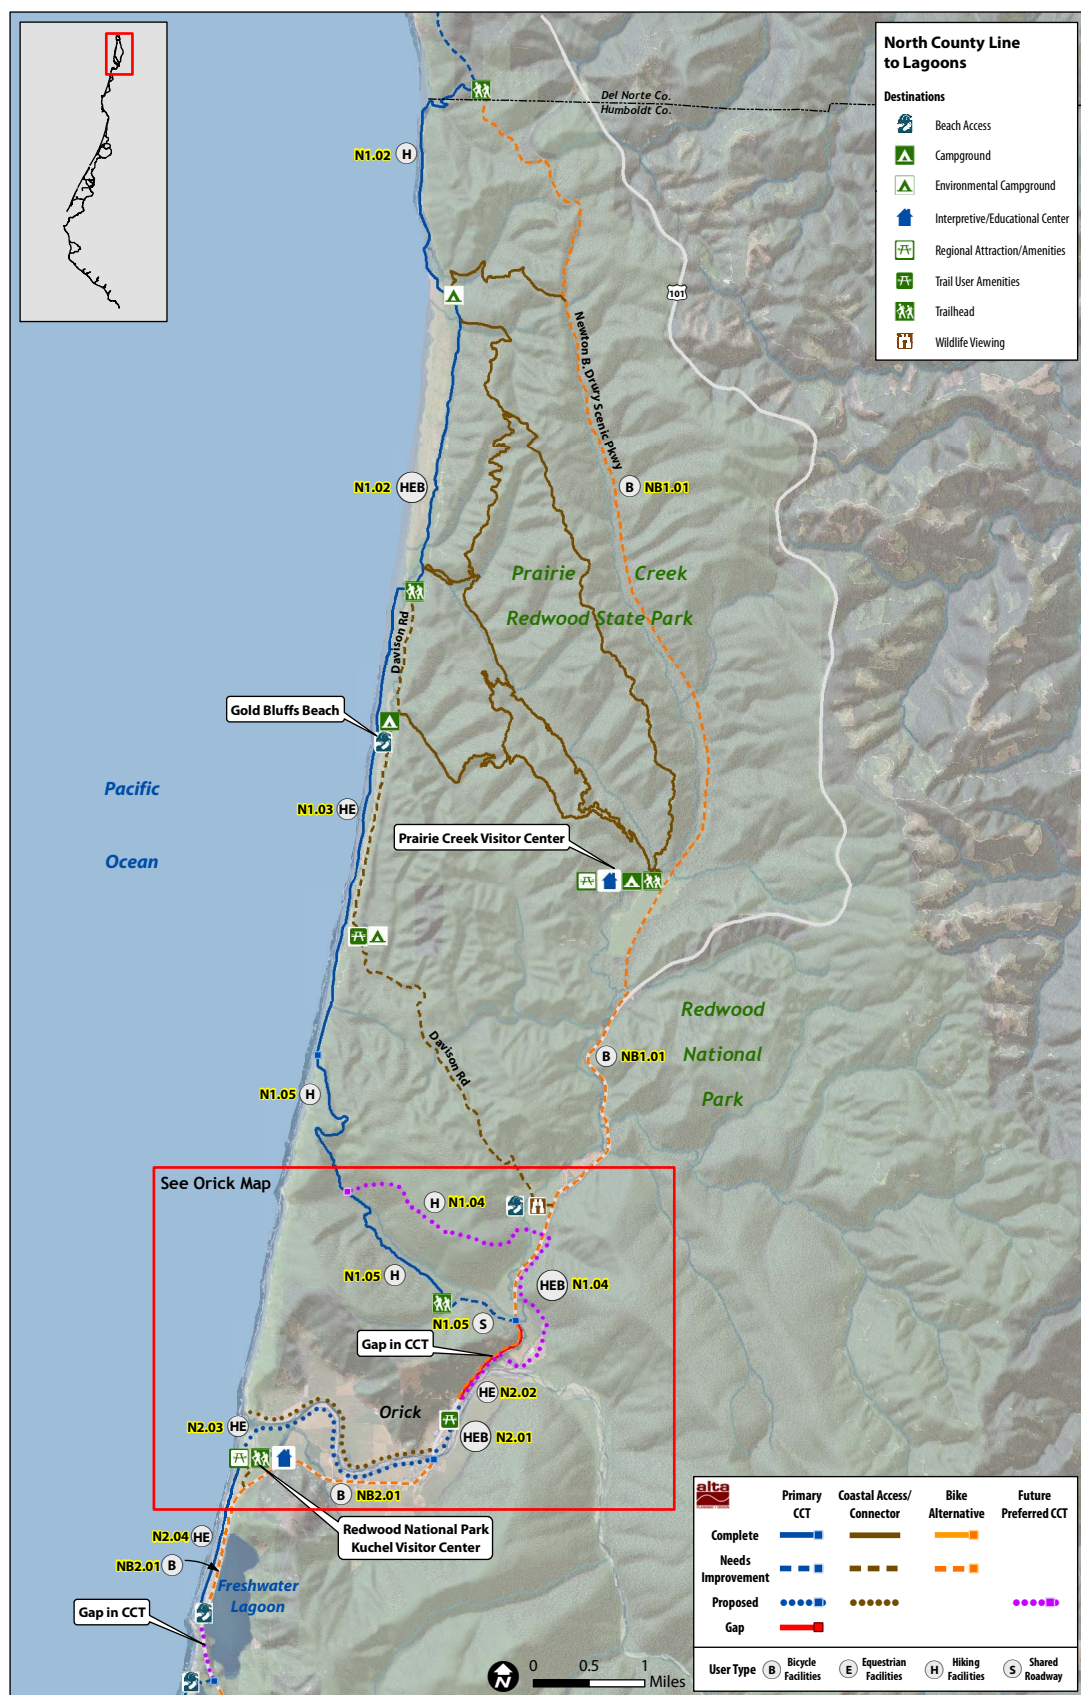 North County Line
to Lagoons
Destinations
Beach Access
Campground
Environmental Campground
Interpretive/Educational Center
Regional Attraction/Amenities
Trail User Amenities
Trailhead
Wildlife Viewing
Del Norte Co.
Humboldt Co.
N1.02 H
101
Newton B. Drury Scenic Pkwy
N1.02 HEB
B NB1.01
Prairie Creek
Redwood State Park
Davison Rd
Gold Bluffs Beach
Pacific
Ocean
N1.03 HE
Prairie Creek Visitor Center
Redwood
National
Park
Davison Rd
B NB1.01
N1.05 H
See Orick Map
H N1.04
N1.05 H
HEB N1.04
N1.05 S
Gap in CCT
HE N2.02
Orick
N2.03 HE
HEB N2.01
B NB2.01
Redwood National Park
Kuchel Visitor Center
N2.04 HE
NB2.01 B
Freshwater
Lagoon
Gap in CCT
N
0 0.5 1
Miles
alta
Primary
CCT
Coastal Access/
Connector
Bike
Alternative
Future
Preferred CCT
Complete
Needs
Improvement
Proposed
Gap
User Type
B Bicycle
Facilities
E Equestrian
Facilities
H Hiking
Facilities
S Shared
Roadway